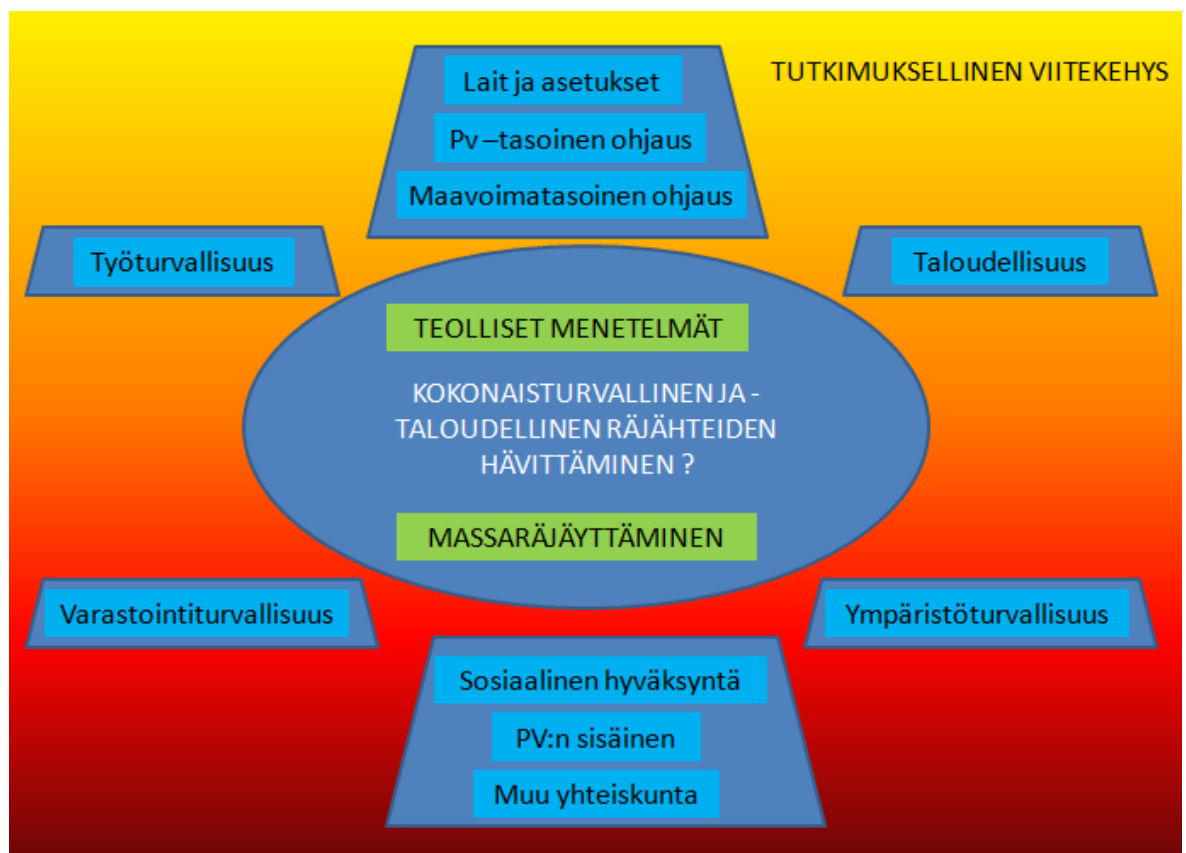 TUTKIMUKSELLINEN VIITEKEHYS
Lait ja asetukset
Pv –tasoinen ohjaus
Maavoimatasoinen ohjaus
Työturvallisuus
Taloudellisuus
TEOLLISET MENETELMÄT
KOKONAISTURVALLINEN JA -
TALOUDELLINEN RÄJÄHTEIDEN
HÄVITTÄMINEN ?
MASSARÄJÄYTTÄMINEN
Varastointiturvallisuus
Ympäristöturvallisuus
Sosiaalinen hyväksyntä
PV:n sisäinen
Muu yhteiskunta